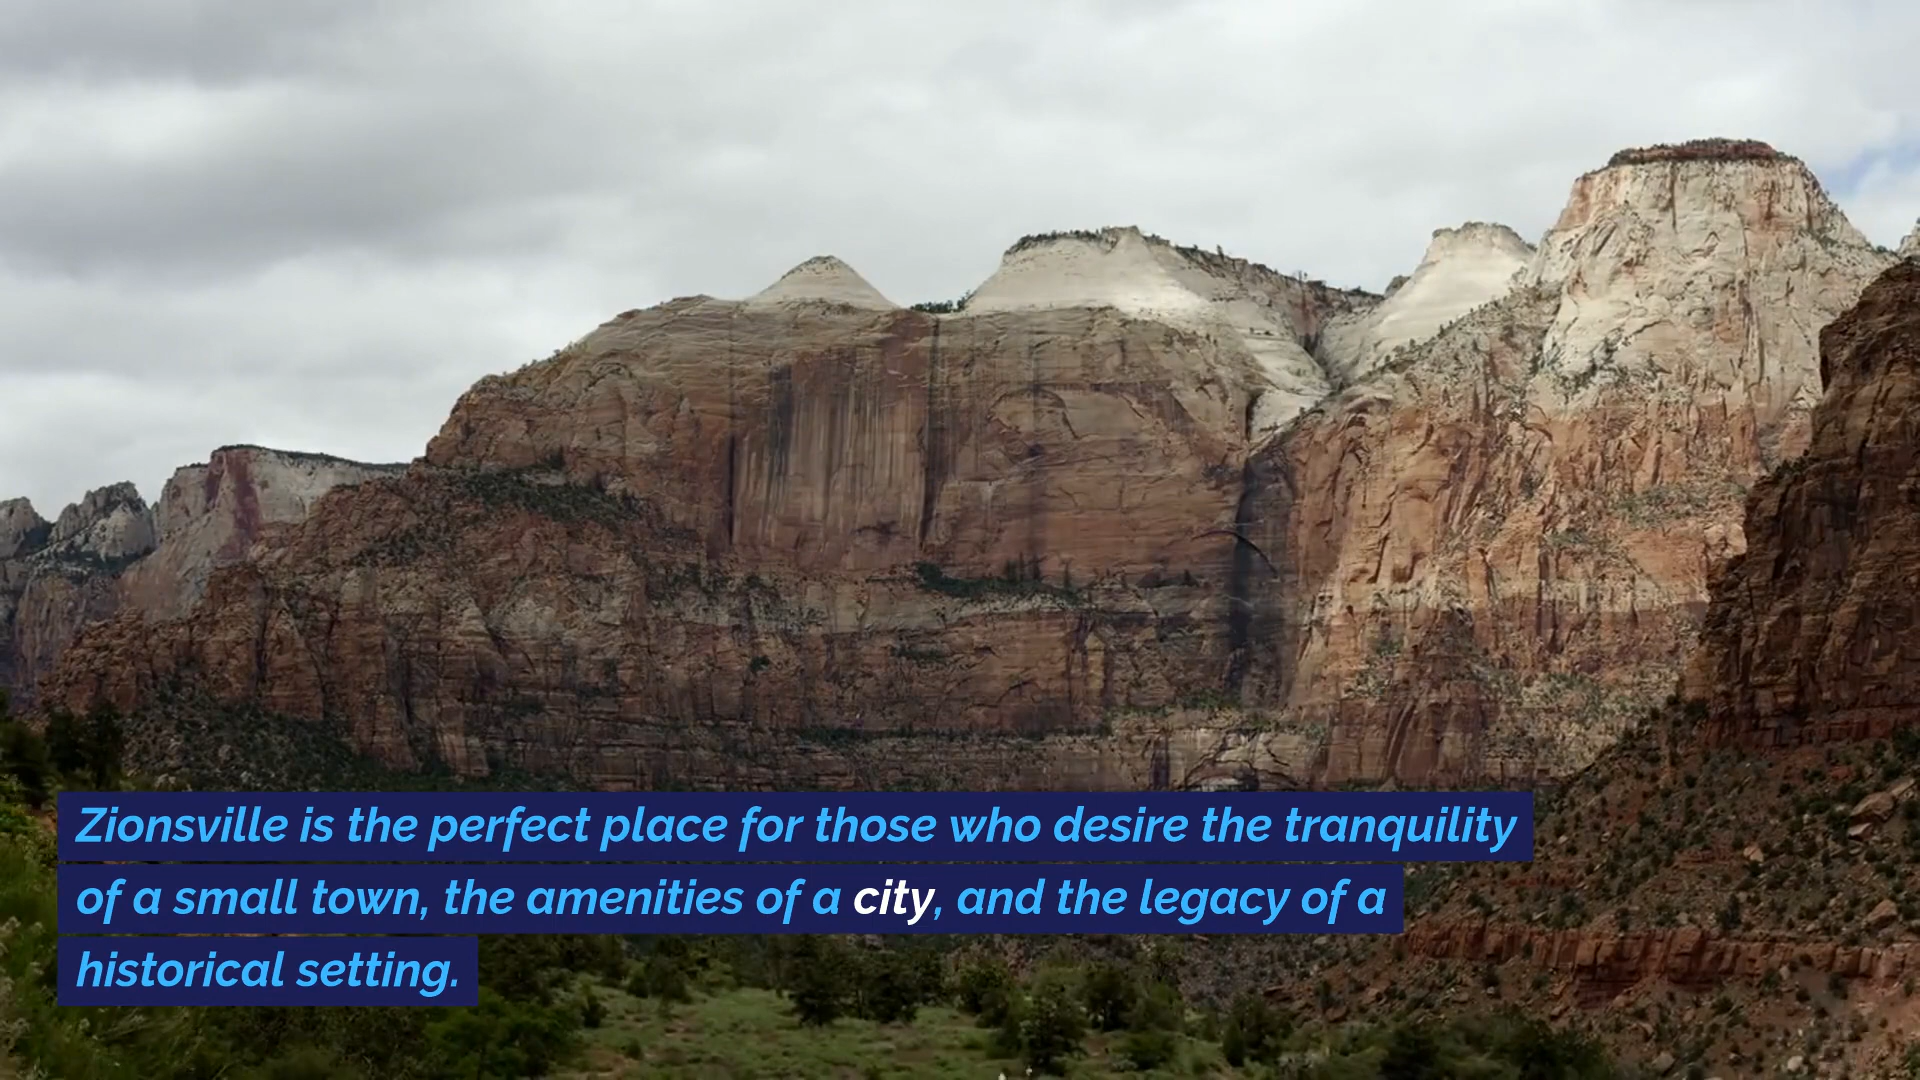 Zionsville is the perfect place for those who desire the tranquility
of a small town, the amenities of a city, and the legacy of a
historical setting.